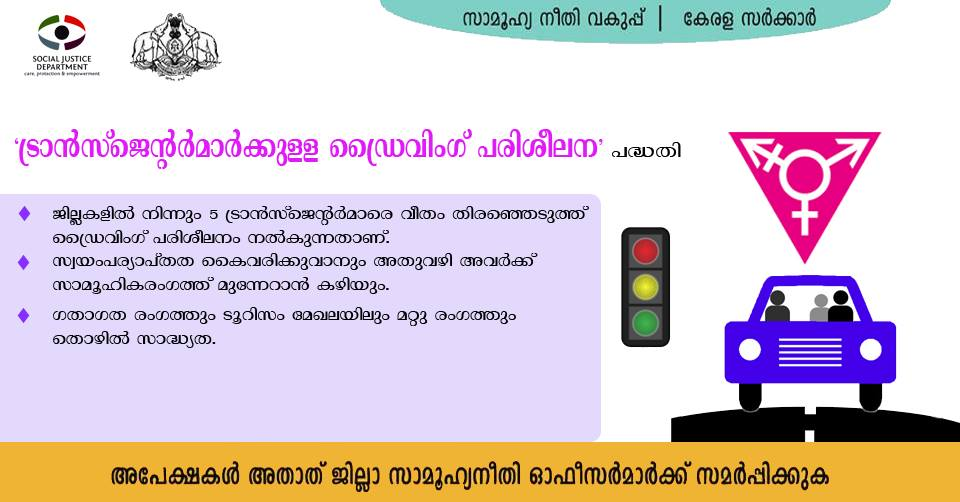 സാമൂഹ്യ നീതി വകുപ്പ് | കേരള സർക്കാർ
SOCIAL JUSTICE
DEPARTMENT
care, protection & empowerment
‘ട്രാൻസ്ജെന്റർമാർക്കുളള ഡ്രൈവിംഗ് പരിശീലന’ പദ്ധതി
ജില്ലകളിൽ നിന്നും 5 ട്രാൻസ്ജെന്റർമാരെ വീതം തിരഞ്ഞെടുത്ത്
ഡ്രൈവിംഗ് പരിശീലനം നൽകുന്നതാണ്.
സ്വയംപര്യാപ്തത കൈവരിക്കുവാനും അതുവഴി അവർക്ക്
സാമൂഹികരംഗത്ത് മുന്നേറാൻ കഴിയും.
ഗതാഗത രംഗത്തും ടൂറിസം മേഖലയിലും മറ്റു രംഗത്തും
തൊഴിൽ സാദ്ധ്യത.
അപേക്ഷകൾ അതാത് ജില്ലാ സാമൂഹ്യനീതി ഓഫീസർമാർക്ക് സമർപ്പിക്കുക